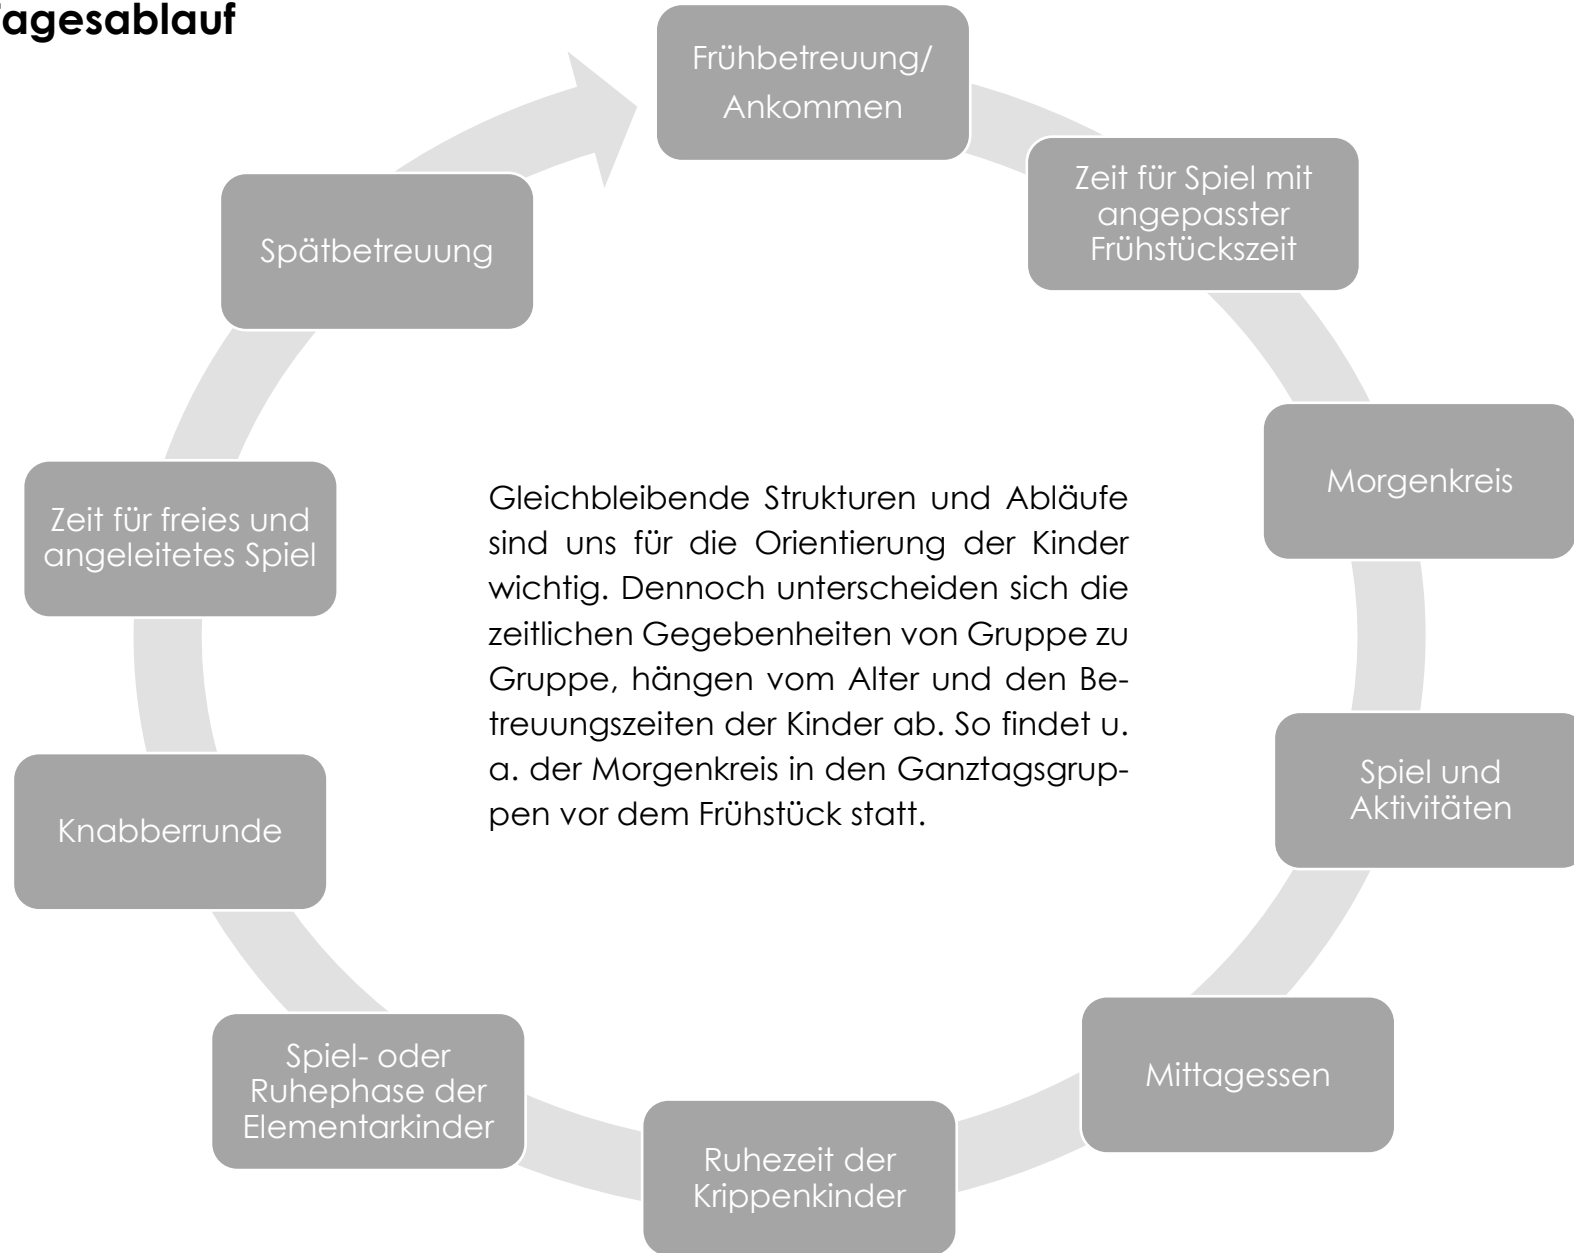 Tagesablauf
Frühbetreuung/
Ankommen
Zeit für Spiel mit
angepasster
Frühstückszeit
Morgenkreis
Spiel und
Aktivitäten
Mittagessen
Ruhezeit der
Krippenkinder
Spiel- oder
Ruhephase der
Elementarkinder
Knabberrunde
Zeit für freies und
angeleitetes Spiel
Spätbetreuung
Gleichbleibende Strukturen und Abläufe
sind uns für die Orientierung der Kinder
wichtig. Dennoch unterscheiden sich die
zeitlichen Gegebenheiten von Gruppe zu
Gruppe, hängen vom Alter und den Be-
treuungszeiten der Kinder ab. So findet u.
a. der Morgenkreis in den Ganztagsgrup-
pen vor dem Frühstück statt.